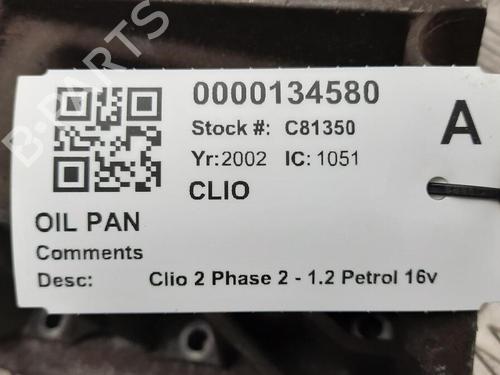 B-PARTS
0000134580
Stock #: C81350
A
Yr: 2002 IC: 1051
CLIO
OIL PAN
Comments
Desc: Clio 2 Phase 2 - 1.2 Petrol 16v